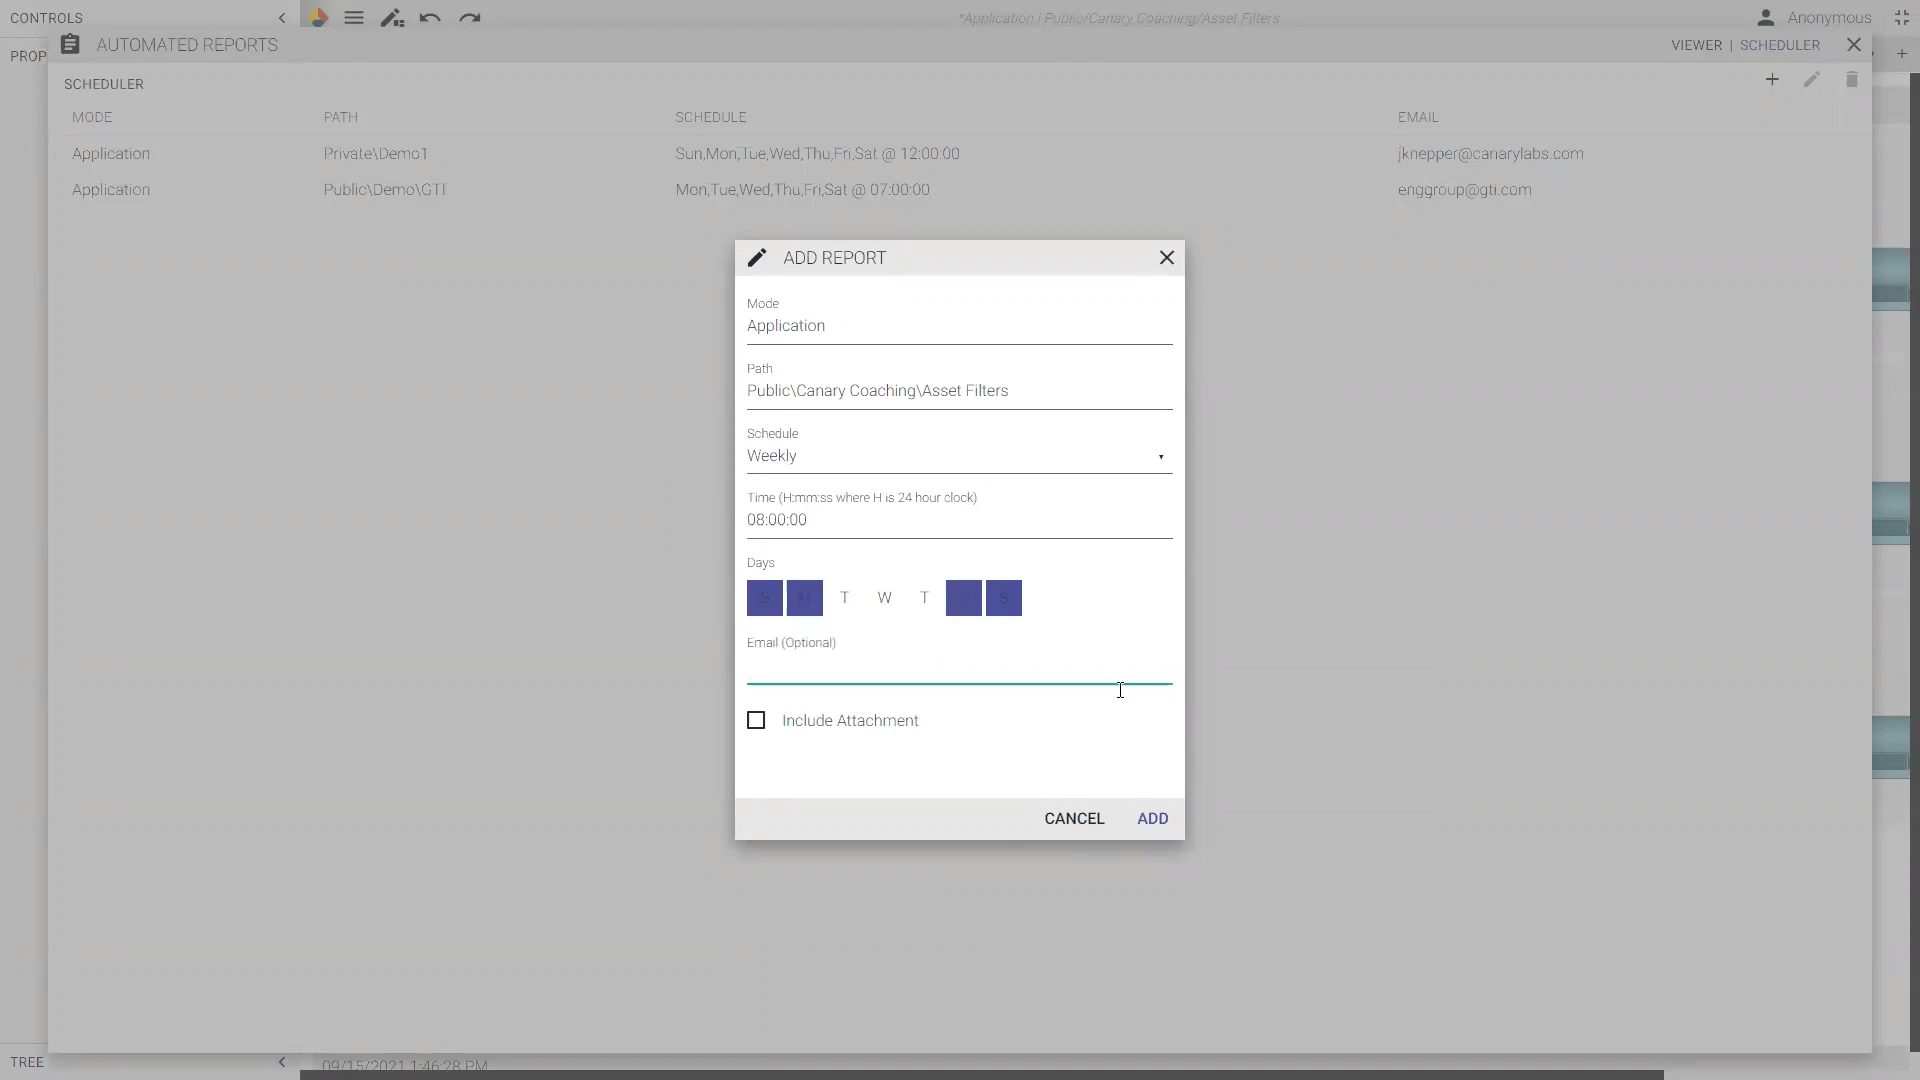 CONTROLS
*Application | Public/Canary Coaching/Asset Filters
Anonymous
PROP
AUTOMATED REPORTS
VIEWER | SCHEDULER
SCHEDULER
MODE PATH SCHEDULE EMAIL
Application Private\Demo1 Sun,Mon,Tue,Wed,Thu,Fri,Sat @ 12:00:00 jknepper@canarylabs.com
Application Public\Demo\GTI Mon,Tue,Wed,Thu,Fri,Sat @ 07:00:00 enggroup@gti.com
ADD REPORT
Mode
Application
Path
Public\Canary Coaching\Asset Filters
Schedule
Weekly
Time (H:mm:ss where H is 24 hour clock)
08:00:00
Days
S M T W T S
Email (Optional)
Include Attachment
CANCEL ADD
TREE
09/15/2021 1:46:28 PM